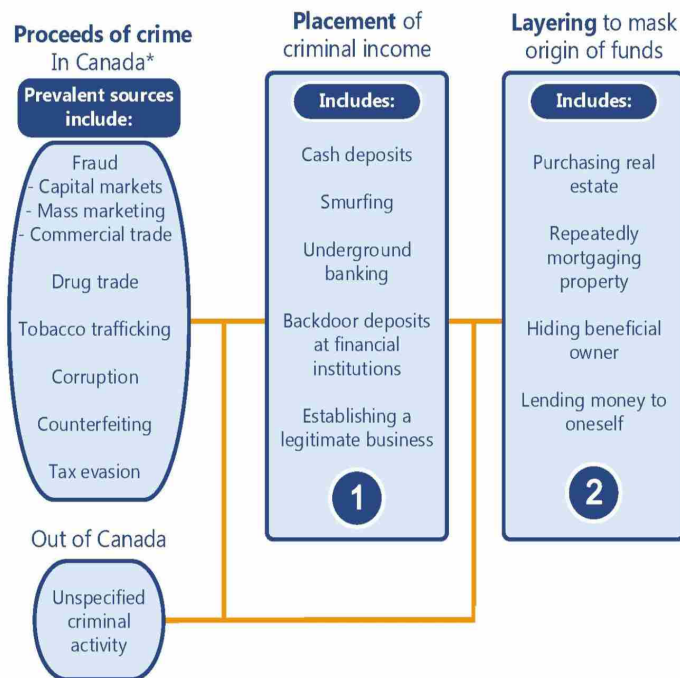 Proceeds of crime
In Canada*
Prevalent sources
include:
Fraud
- Capital markets
- Mass marketing
- Commercial trade
Drug trade
Tobacco trafficking
Corruption
Counterfeiting
Tax evasion
Out of Canada
Unspecified
criminal
activity
Placement of
criminal income
Includes:
Cash deposits
Smurfing
Underground
banking
Backdoor deposits
at financial
institutions
Establishing a
legitimate business
1
Layering to mask
origin of funds
Includes:
Purchasing real
estate
Repeatedly
mortgaging
property
Hiding beneficial
owner
Lending money to
oneself
2